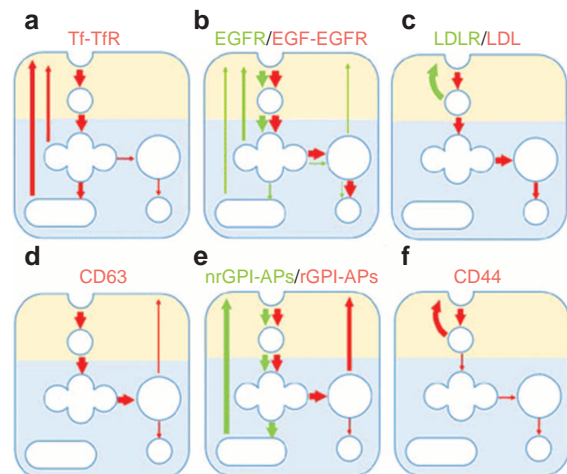 a
Tf-TfR
b
EGFR/EGF-EGFR
c
LDLR/LDL
d
CD63
e
nrGPI-APs/rGPI-APs
f
CD44